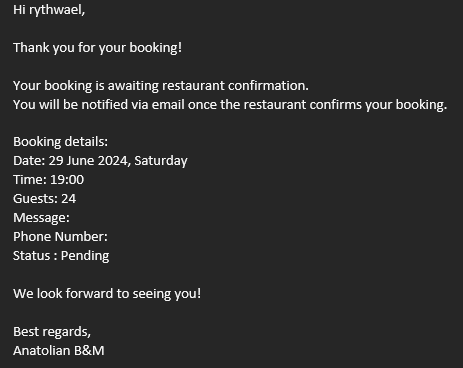 Hi rythwael,
Thank you for your booking!
Your booking is awaiting restaurant confirmation.
You will be notified via email once the restaurant confirms your booking.
Booking details:
Date: 29 June 2024, Saturday
Time: 19:00
Guests: 24
Message:
Phone Number:
Status : Pending
We look forward to seeing you!
Best regards,
Anatolian B&M